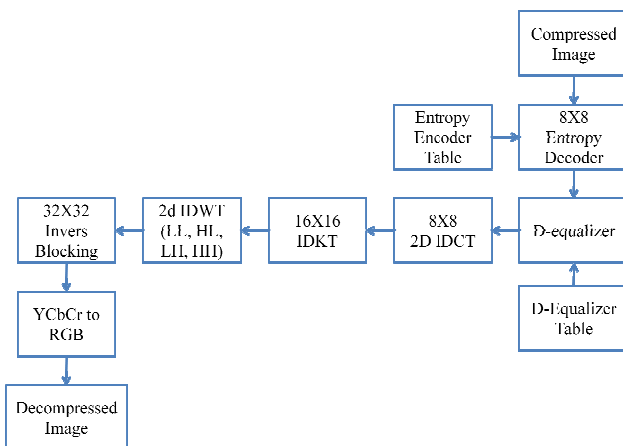 Compressed
Image
Entropy
Encoder
Table
8X8
Entropy
Decoder
32X32
Invers
Blocking
2d IDWT
(LL, HL,
LH, HH)
16X16
IDKT
8X8
2D IDCT
D-equalizer
YCbCr to
RGB
D-Equalizer
Table
Decompressed
Image